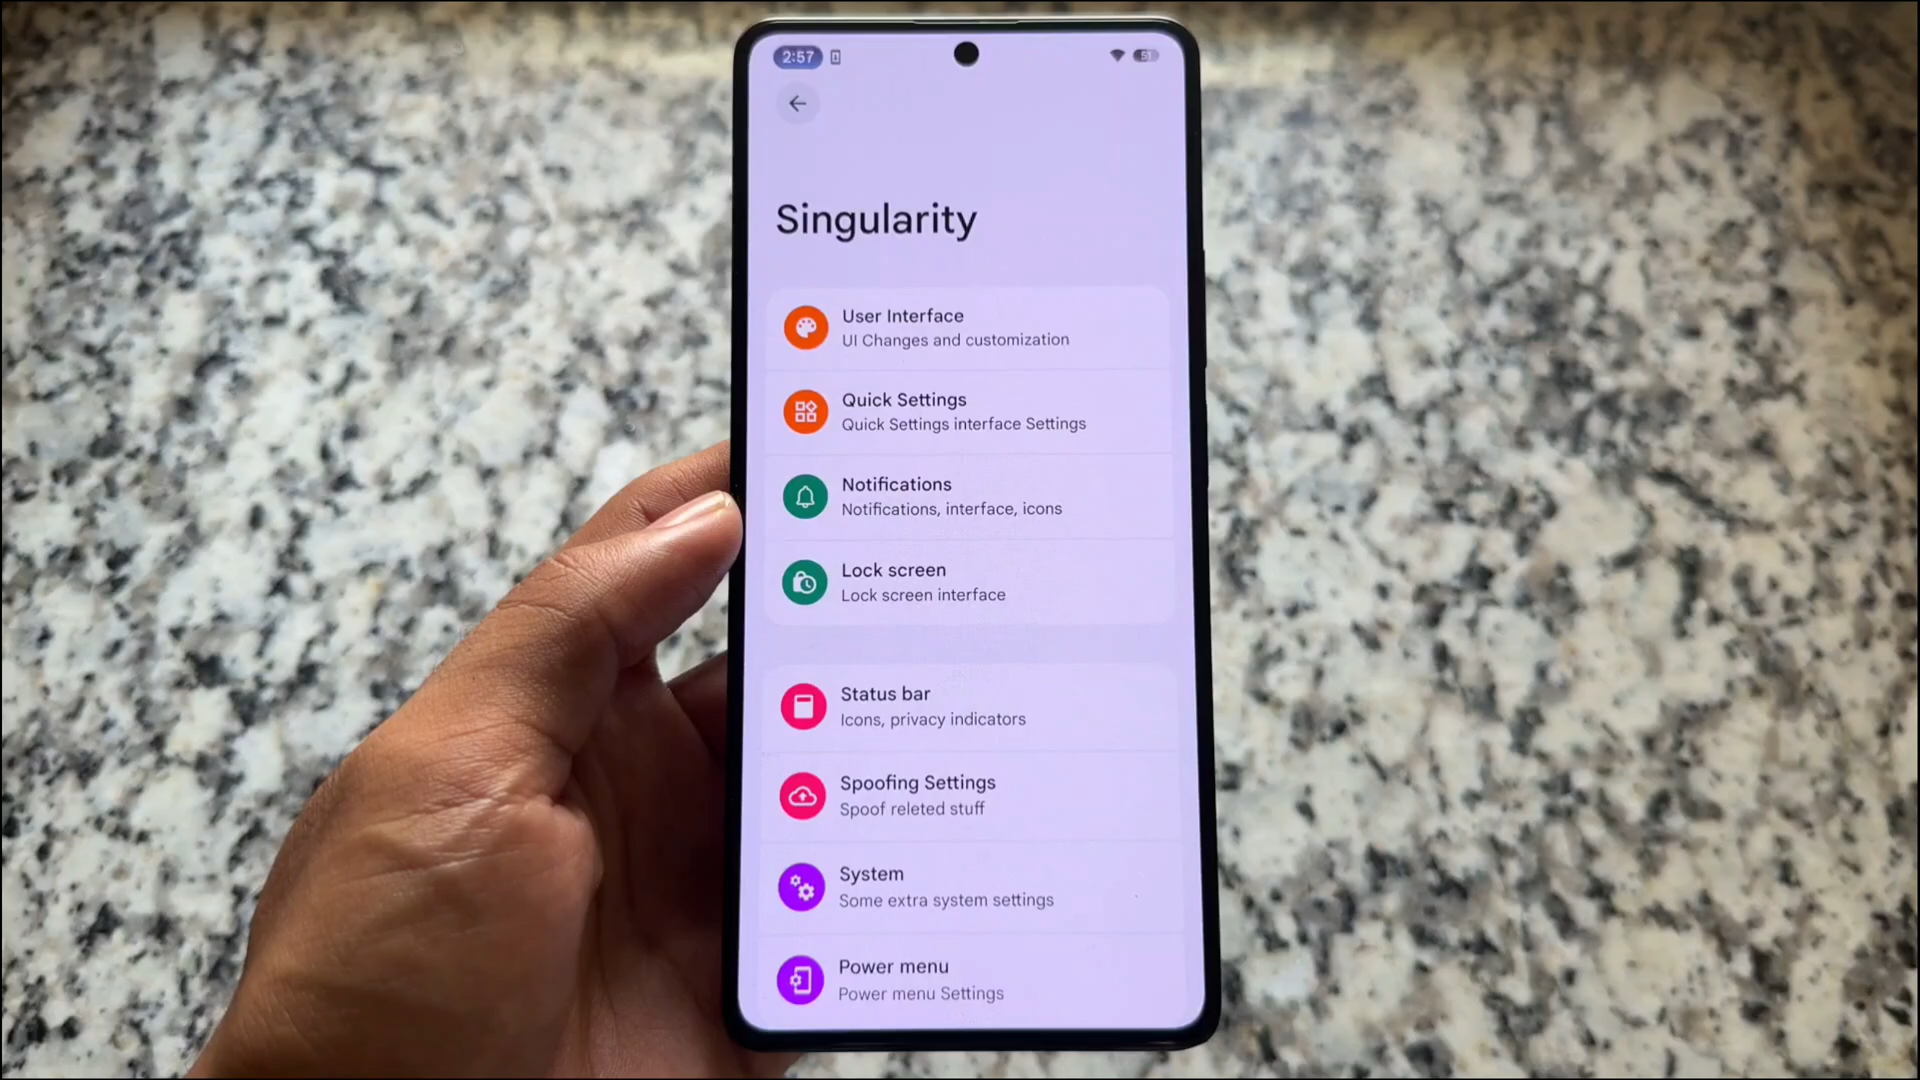 2:57
51
Singularity
User Interface
UI Changes and customization
Quick Settings
Quick Settings interface Settings
Notifications
Notifications, interface, icons
Lock screen
Lock screen interface
Status bar
Icons, privacy indicators
Spoofing Settings
Spoof releted stuff
System
Some extra system settings
Power menu
Power menu Settings